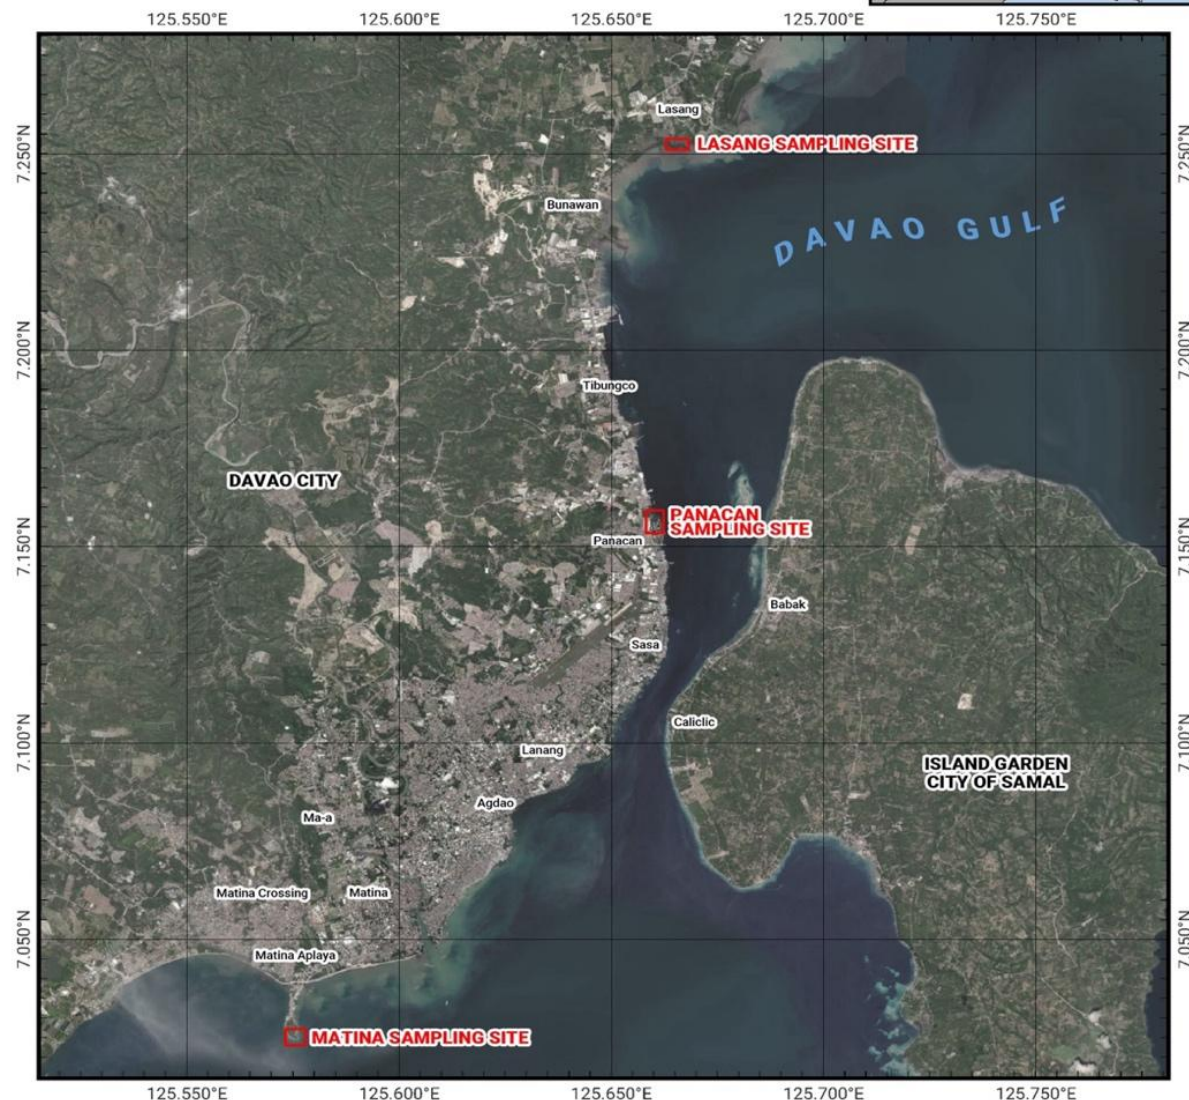 125.550°E
125.600°E
125.650°E
125.700°E
125.750°E
Lasang
7.250°N
LASANG SAMPLING SITE
7.250°N
Bunawan
DAVAO GULF
7.200°N
7.200°N
Tibungco
DAVAO CITY
PANACAN
SAMPLING SITE
Panacan
7.150°N
7.150°N
Babak
Sasa
Caliclic
7.100°N
Lanang
7.100°N
ISLAND GARDEN
CITY OF SAMAL
Agdao
Ma-a
Matina Crossing
Matina
7.050°N
7.050°N
Matina Aplaya
MATINA SAMPLING SITE
125.550°E
125.600°E
125.650°E
125.700°E
125.750°E